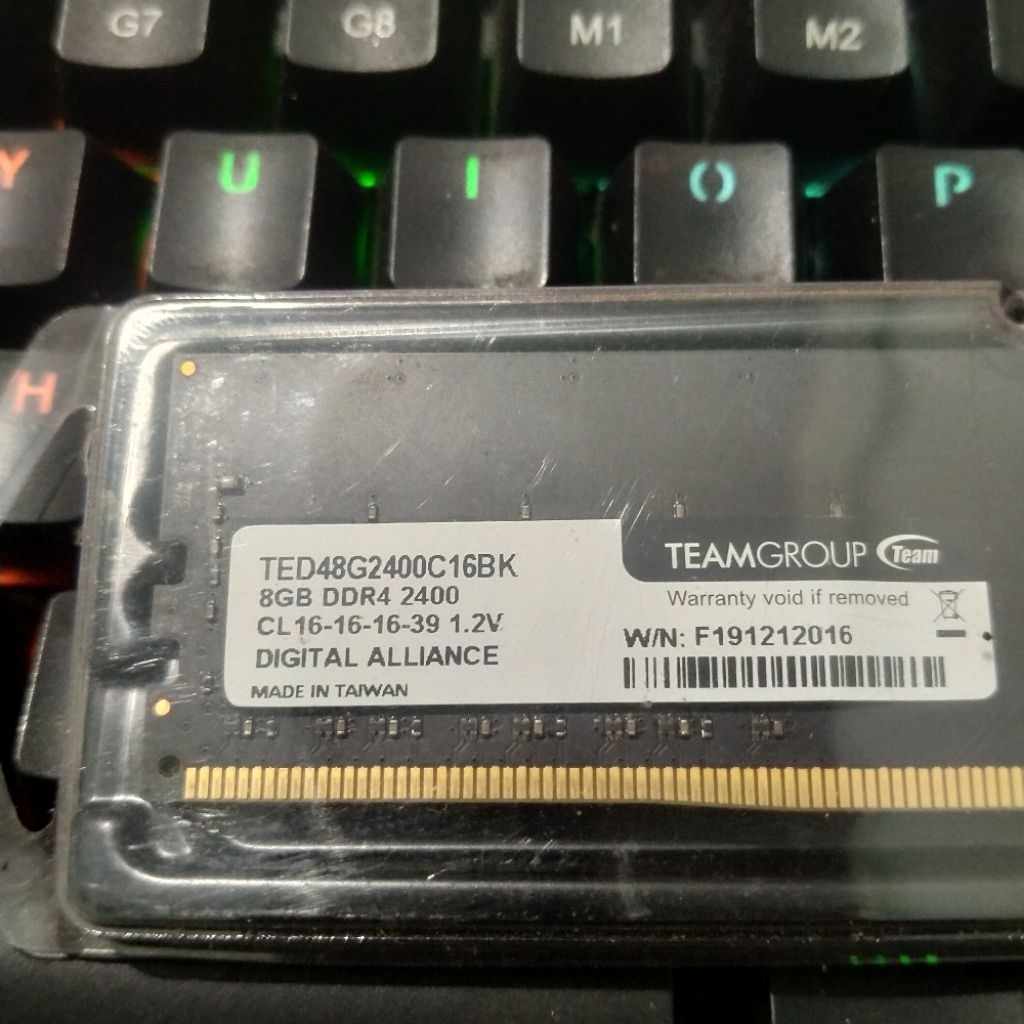 G7 G8 M1 M2
Y U I O P
H
TED48G2400C16BK
8GB DDR4 2400
CL16-16-16-39 1.2V
DIGITAL ALLIANCE
MADE IN TAIWAN
TEAMGROUP Team
Warranty void if removed
W/N: F191212016